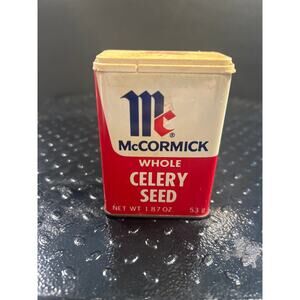 Mc®
McCORMICK
WHOLE
CELERY
SEED
NET WT 1.87 OZ 53 g